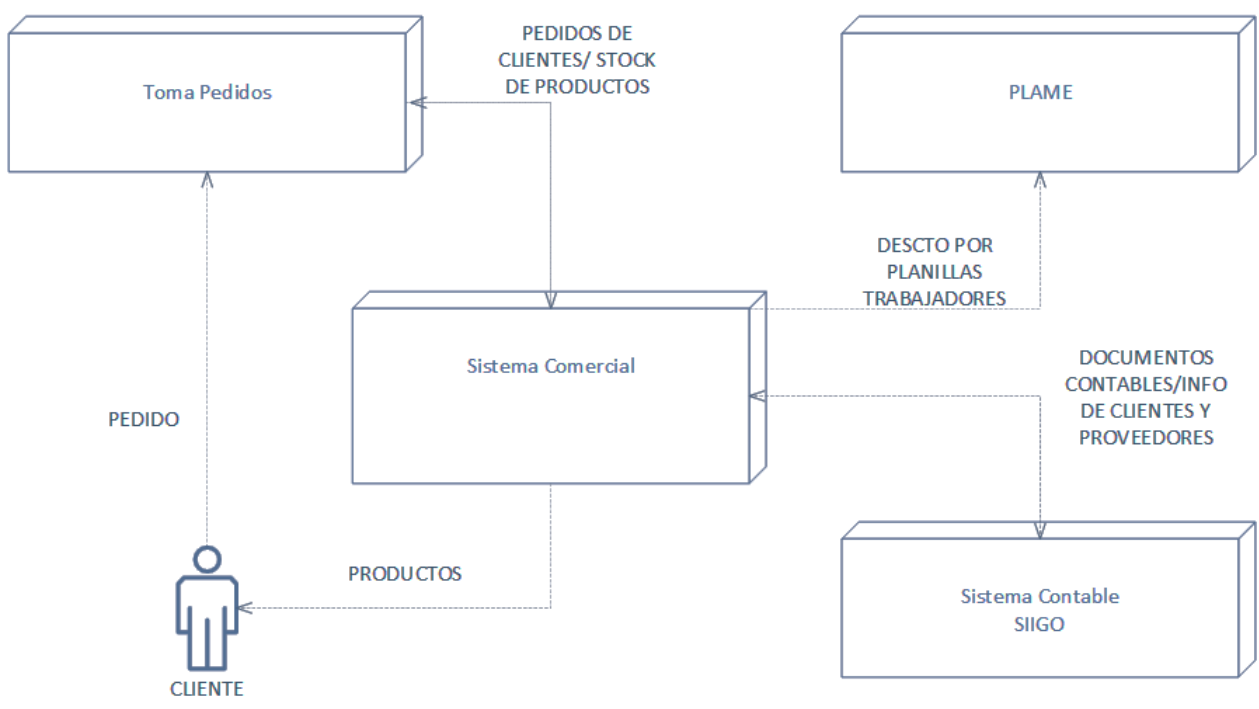 PEDIDOS DE
CLIENTES/ STOCK
DE PRODUCTOS
Toma Pedidos
PLAME
DESCTO POR
PLANILLAS
TRABAJADORES
Sistema Comercial
DOCUMENTOS
CONTABLES/INFO
DE CLIENTES Y
PROVEEDORES
PEDIDO
PRODUCTOS
Sistema Contable
SIIGO
CLIENTE